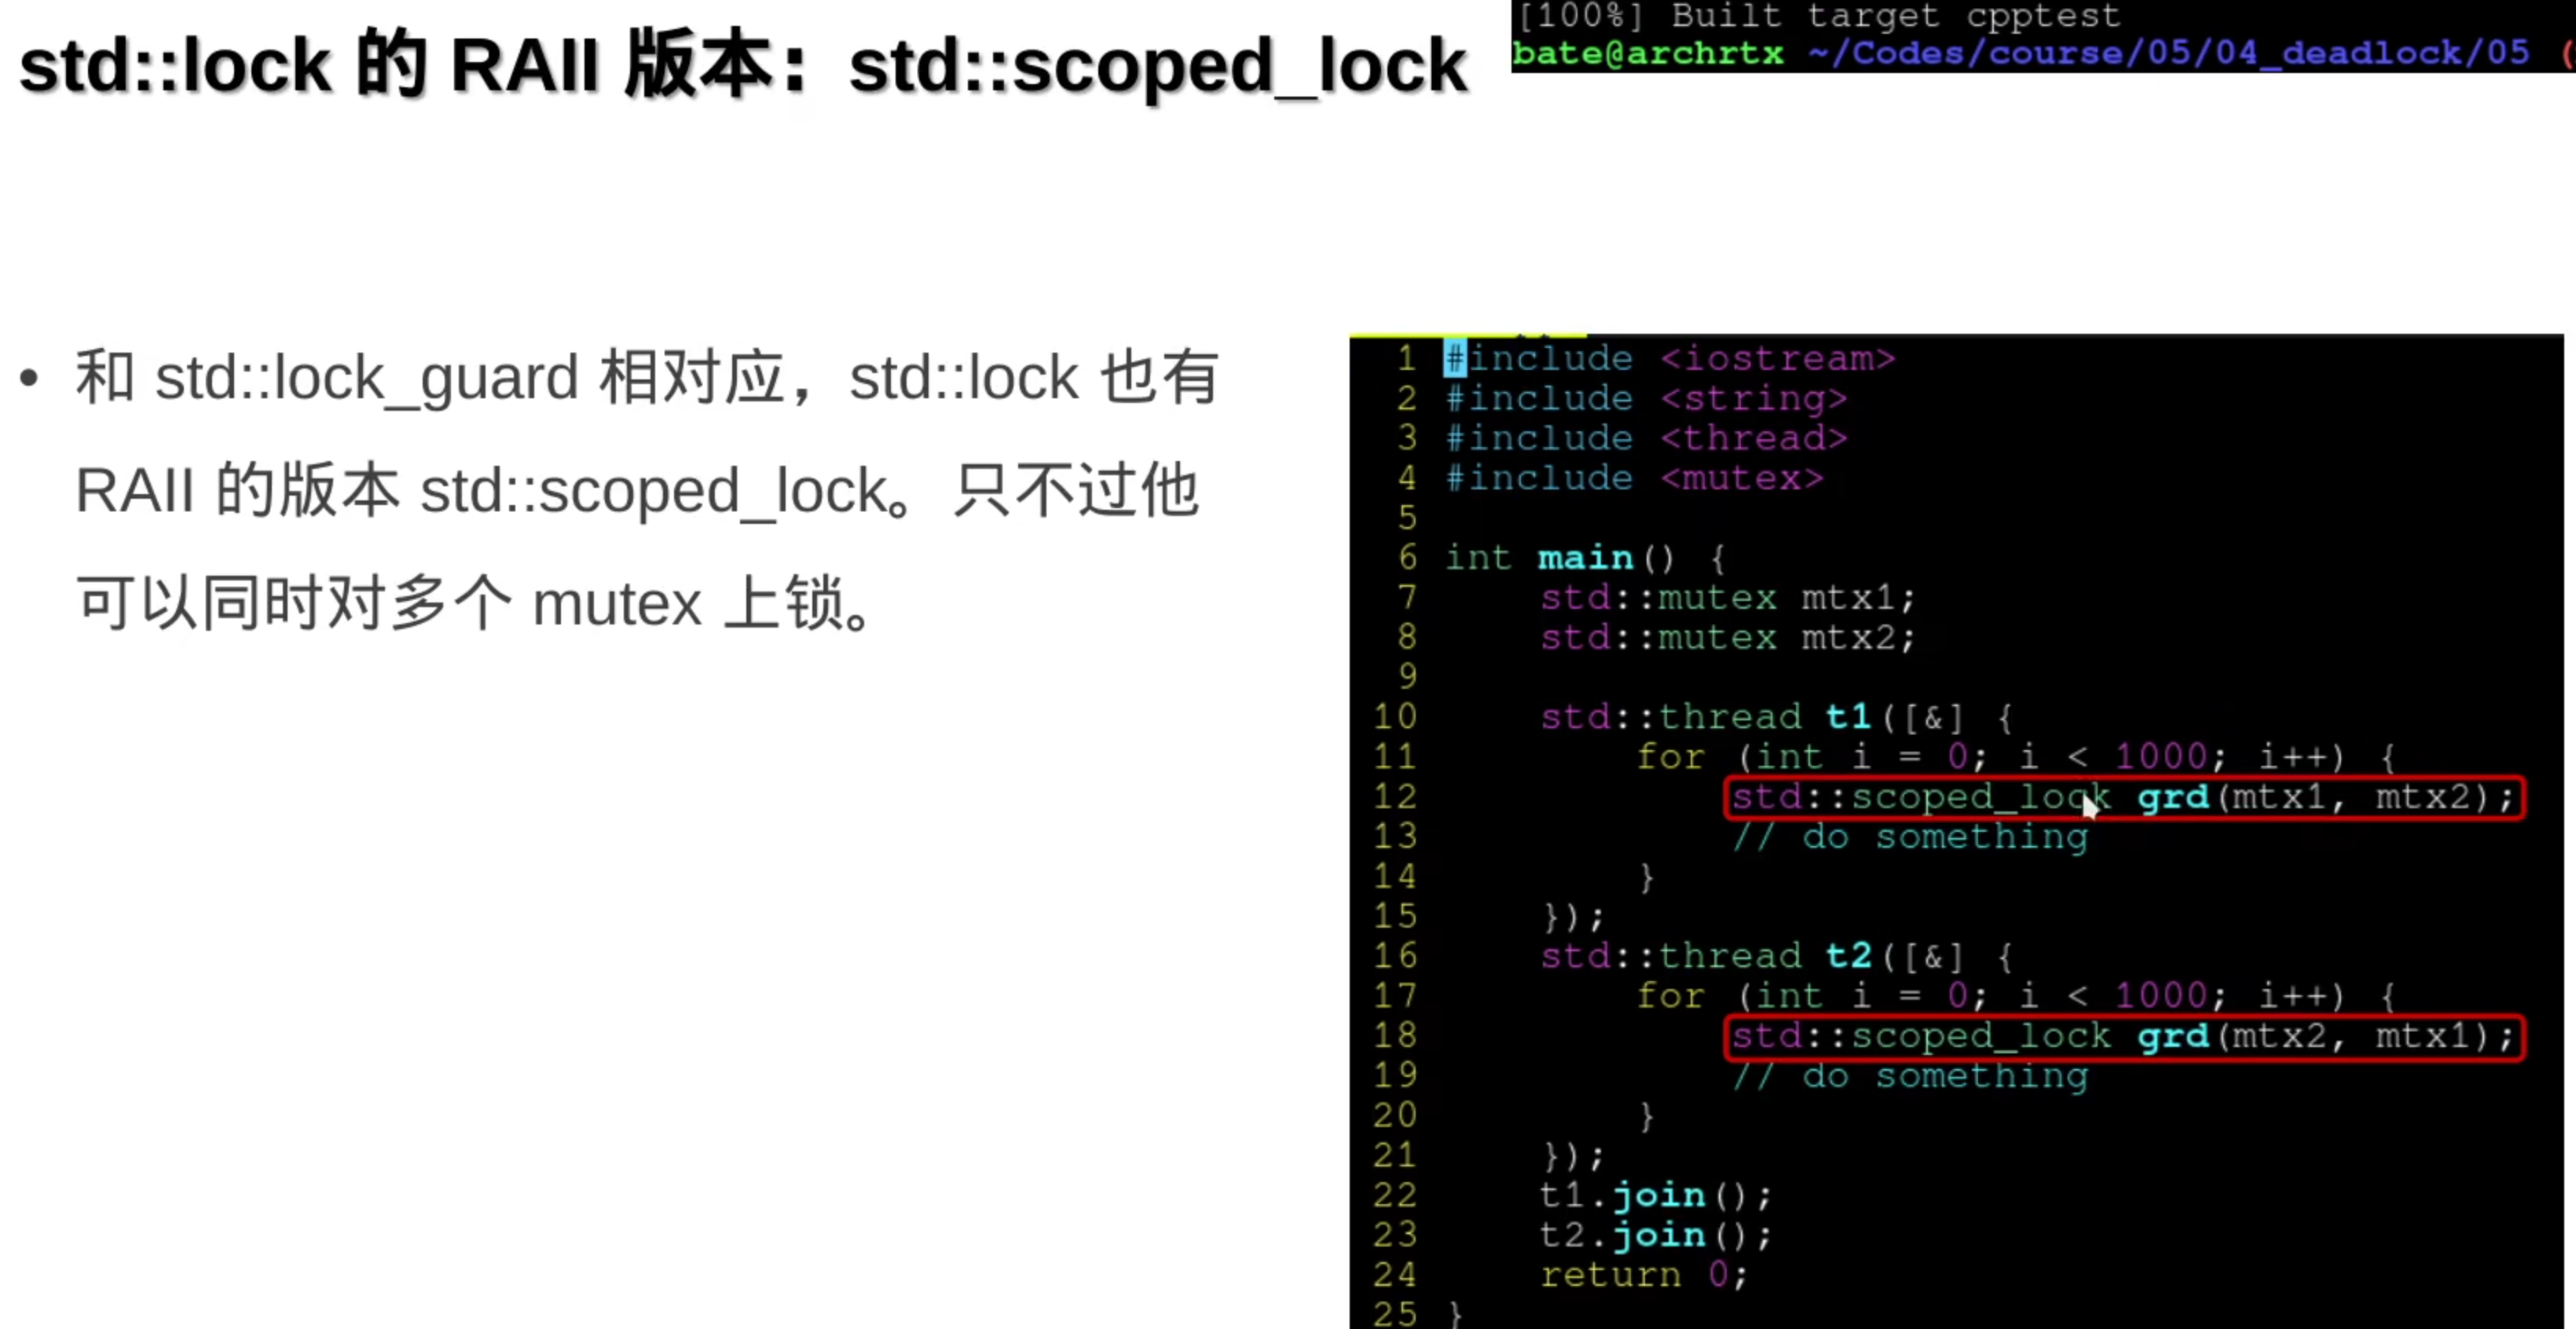 std::lock 的 RAII 版本：std::scoped_lock
[100%] Built target cpptest
bate@archrtx ~/Codes/course/05/04_deadlock/05 (
• 和 std::lock_guard 相对应，std::lock 也有
RAII 的版本 std::scoped_lock。只不过他
可以同时对多个 mutex 上锁。
1 #include <iostream>
2 #include <string>
3 #include <thread>
4 #include <mutex>
5
6 int main() {
7     std::mutex mtx1;
8     std::mutex mtx2;
9
10     std::thread t1([&] {
11         for (int i = 0; i < 1000; i++) {
12             std::scoped_lock grd(mtx1, mtx2);
13             // do something
14         }
15     });
16     std::thread t2([&] {
17         for (int i = 0; i < 1000; i++) {
18             std::scoped_lock grd(mtx2, mtx1);
19             // do something
20         }
21     });
22     t1.join();
23     t2.join();
24     return 0;
25 }